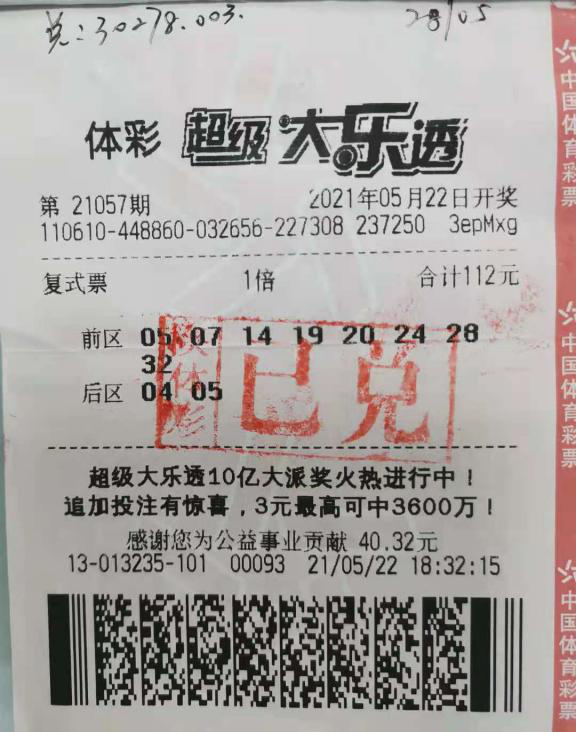 兑：30278.003.
28/05
体彩 超级大乐透
第 21057期 2021年05月22日开奖
110610-448860-032656-227308 237250 3epMxg
复式票 1倍 合计112元
前区 05 07 14 19 20 24 28
32
后区 04 05
体彩
已兑
超级大乐透10亿大派奖火热进行中！
追加投注有惊喜，3元最高可中3600万！
感谢您为公益事业贡献 40.32元
13-013235-101 00093 21/05/22 18:32:15
中国体育彩票
中国体育彩票
中国体育彩票